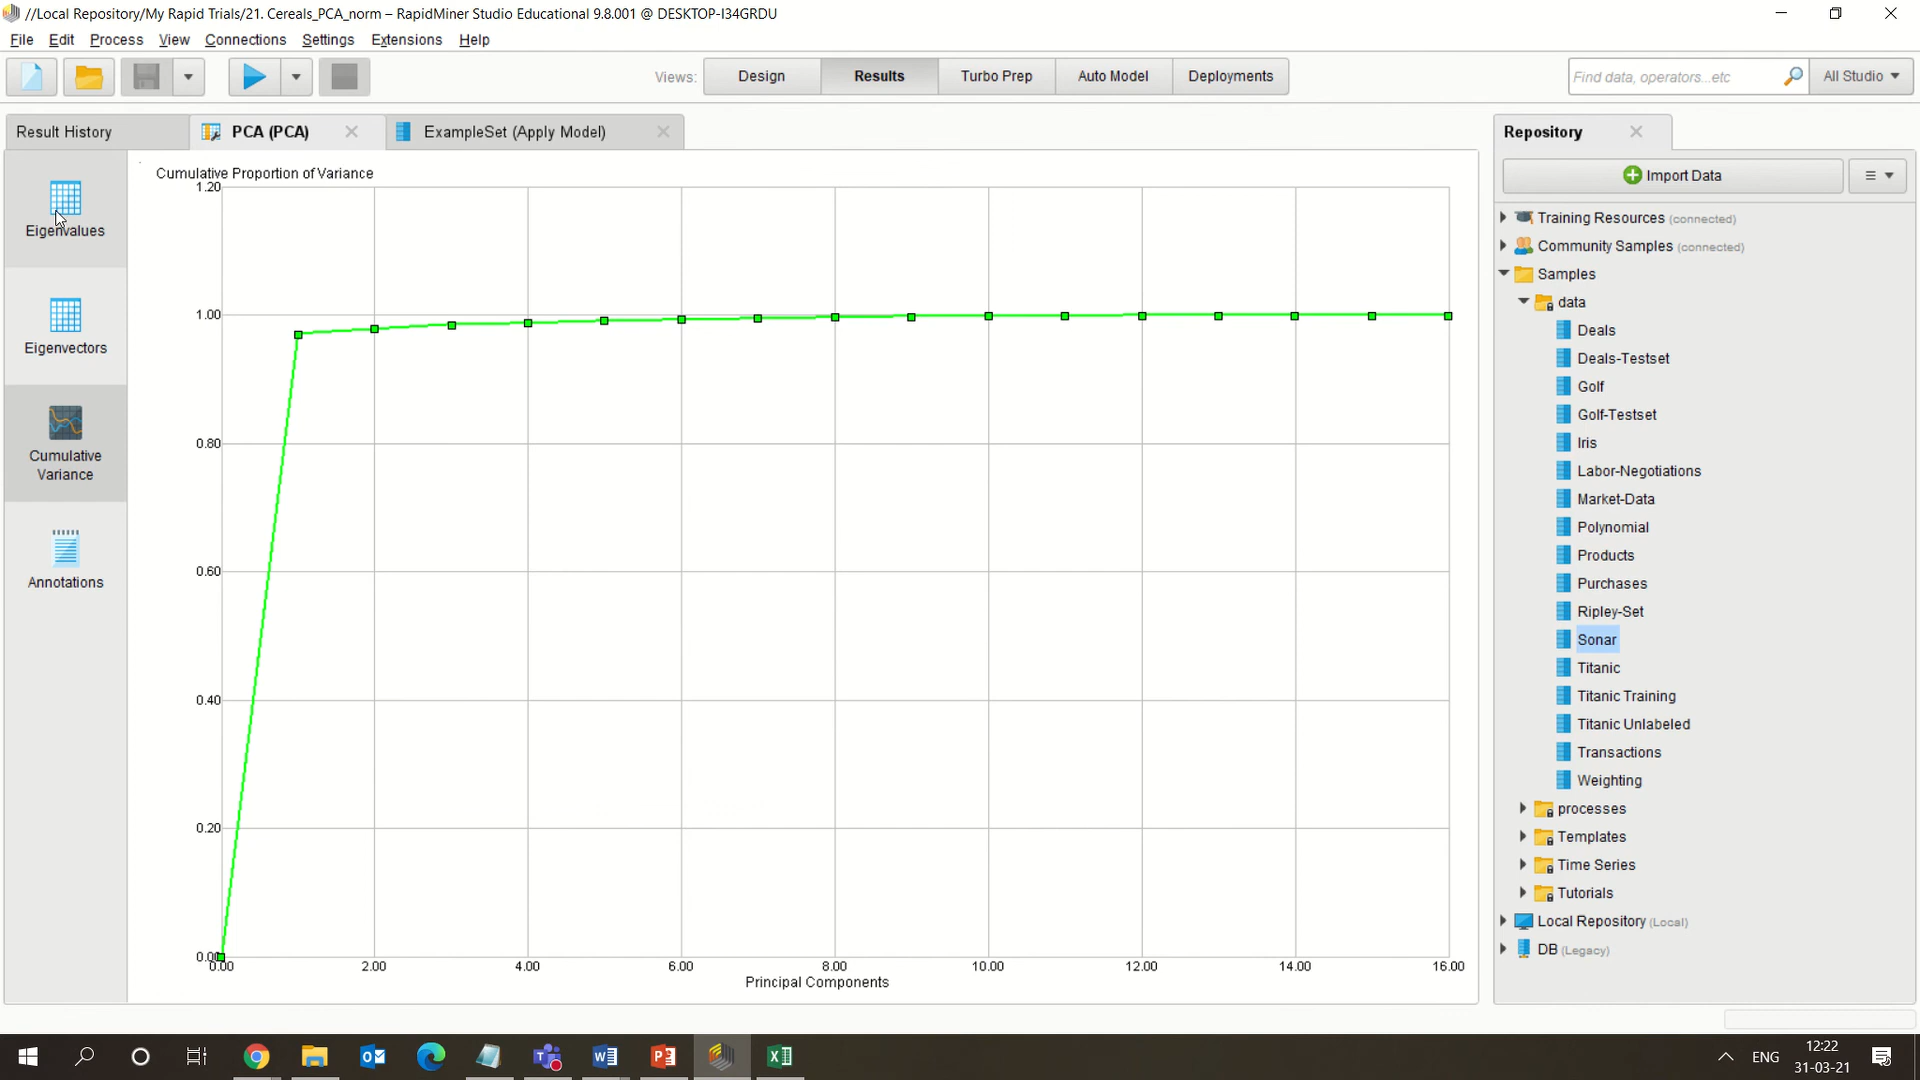 //Local Repository/My Rapid Trials/21. Cereals_PCA_norm – RapidMiner Studio Educational 9.8.001 @ DESKTOP-I34GRDU
File Edit Process View Connections Settings Extensions Help
Views: Design Results Turbo Prep Auto Model Deployments
Find data, operators...etc
All Studio
Result History
PCA (PCA)
ExampleSet (Apply Model)
Eigenvalues
Eigenvectors
Cumulative
Variance
Annotations
Cumulative Proportion of Variance
1.20
1.00
0.80
0.60
0.40
0.20
0.00
0.00 2.00 4.00 6.00 8.00 10.00 12.00 14.00 16.00
Principal Components
Repository
Import Data
Training Resources (connected)
Community Samples (connected)
Samples
data
Deals
Deals-Testset
Golf
Golf-Testset
Iris
Labor-Negotiations
Market-Data
Polynomial
Products
Purchases
Ripley-Set
Sonar
Titanic
Titanic Training
Titanic Unlabeled
Transactions
Weighting
processes
Templates
Time Series
Tutorials
Local Repository (Local)
DB (Legacy)
ENG
12:22
31-03-21